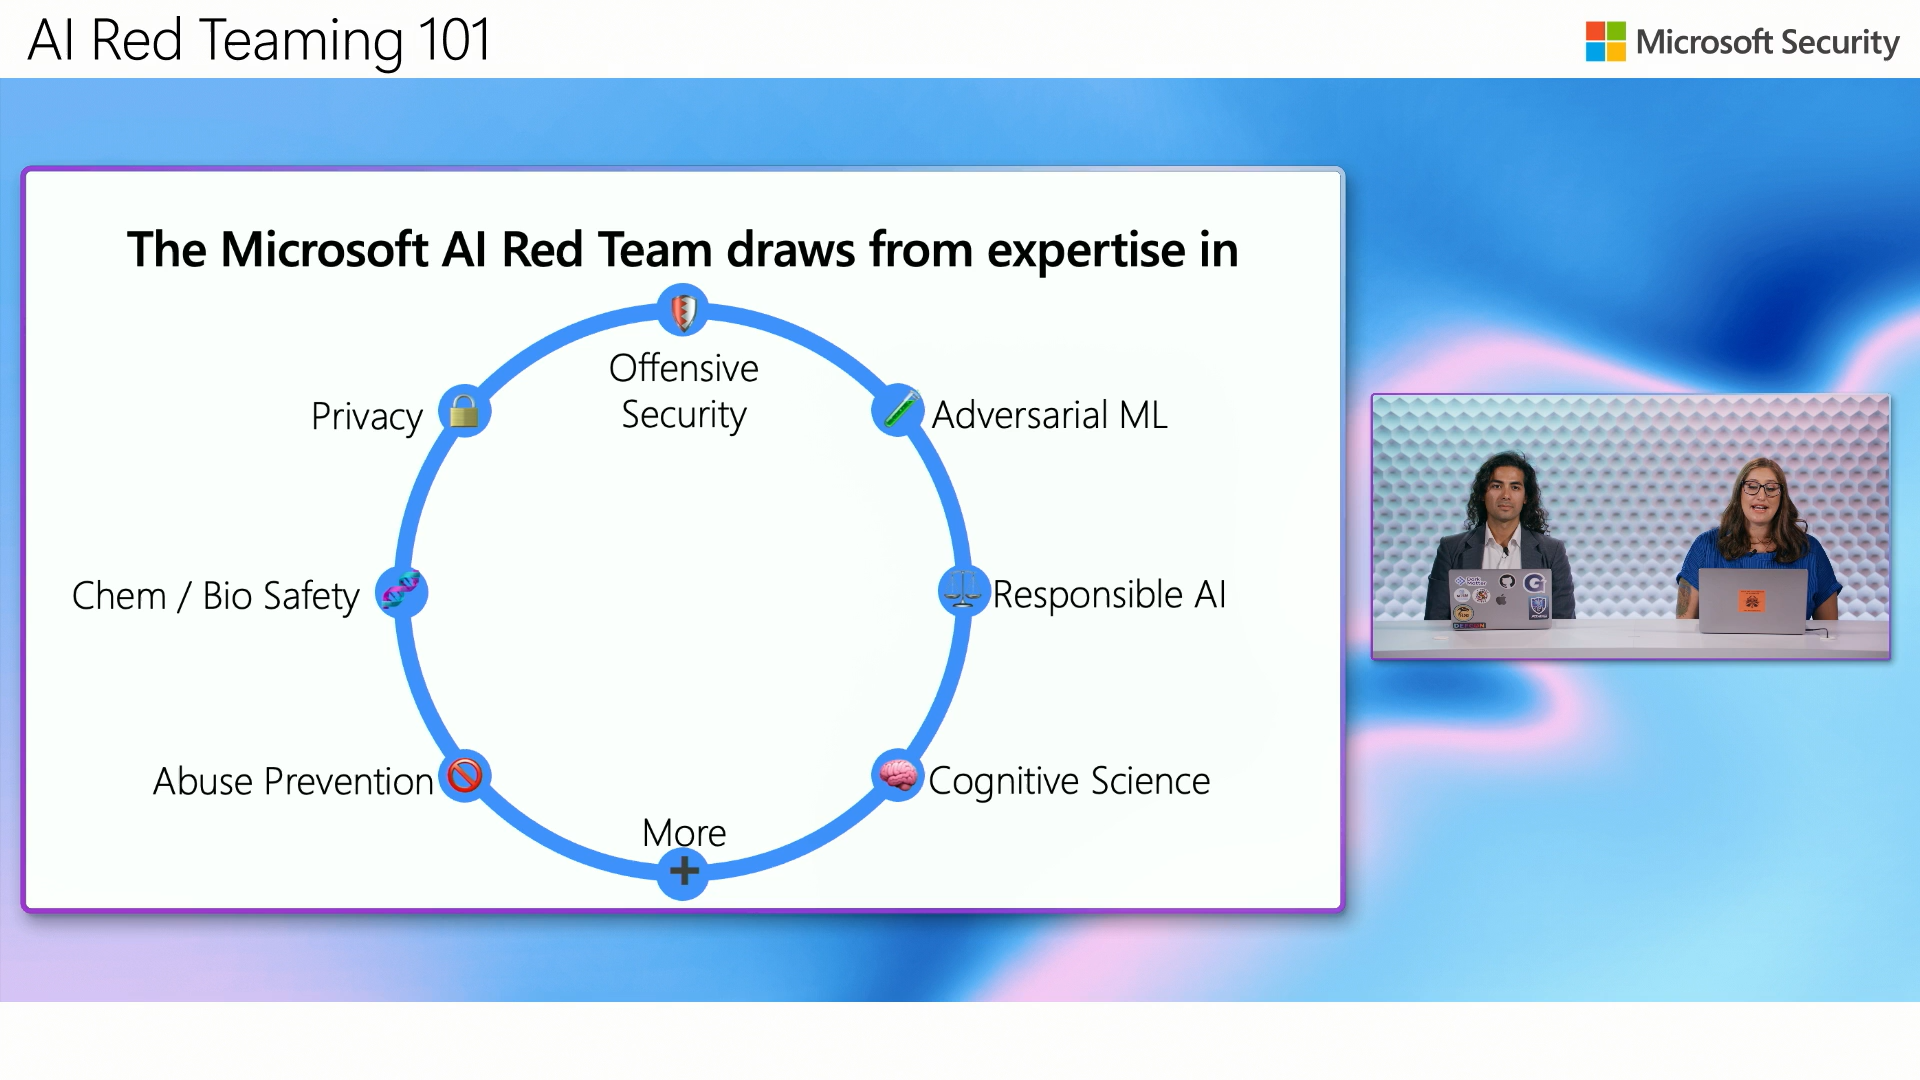 AI Red Teaming 101
Microsoft Security
The Microsoft AI Red Team draws from expertise in
Offensive
Security
Privacy
Adversarial ML
Chem / Bio Safety
Responsible AI
Abuse Prevention
Cognitive Science
More